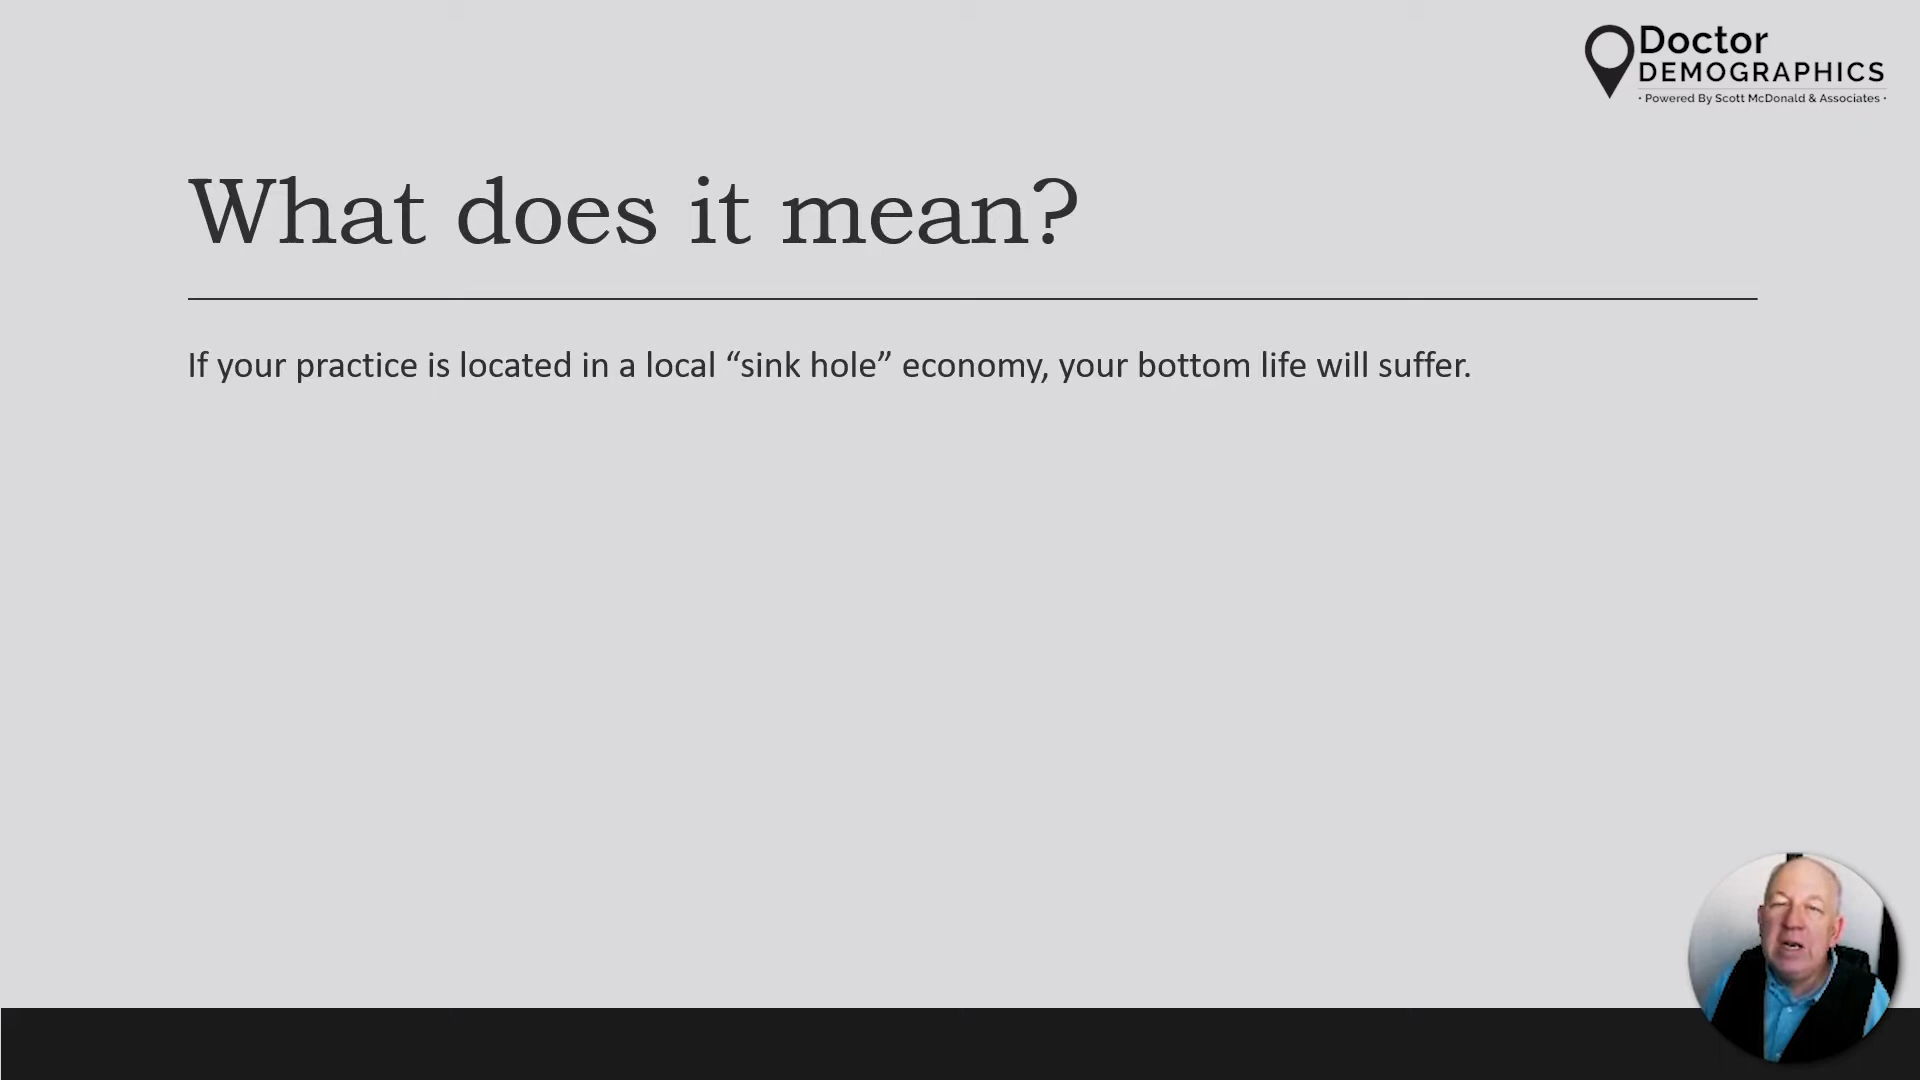 Doctor
DEMOGRAPHICS
· Powered By Scott McDonald & Associates ·
What does it mean?
If your practice is located in a local “sink hole” economy, your bottom life will suffer.